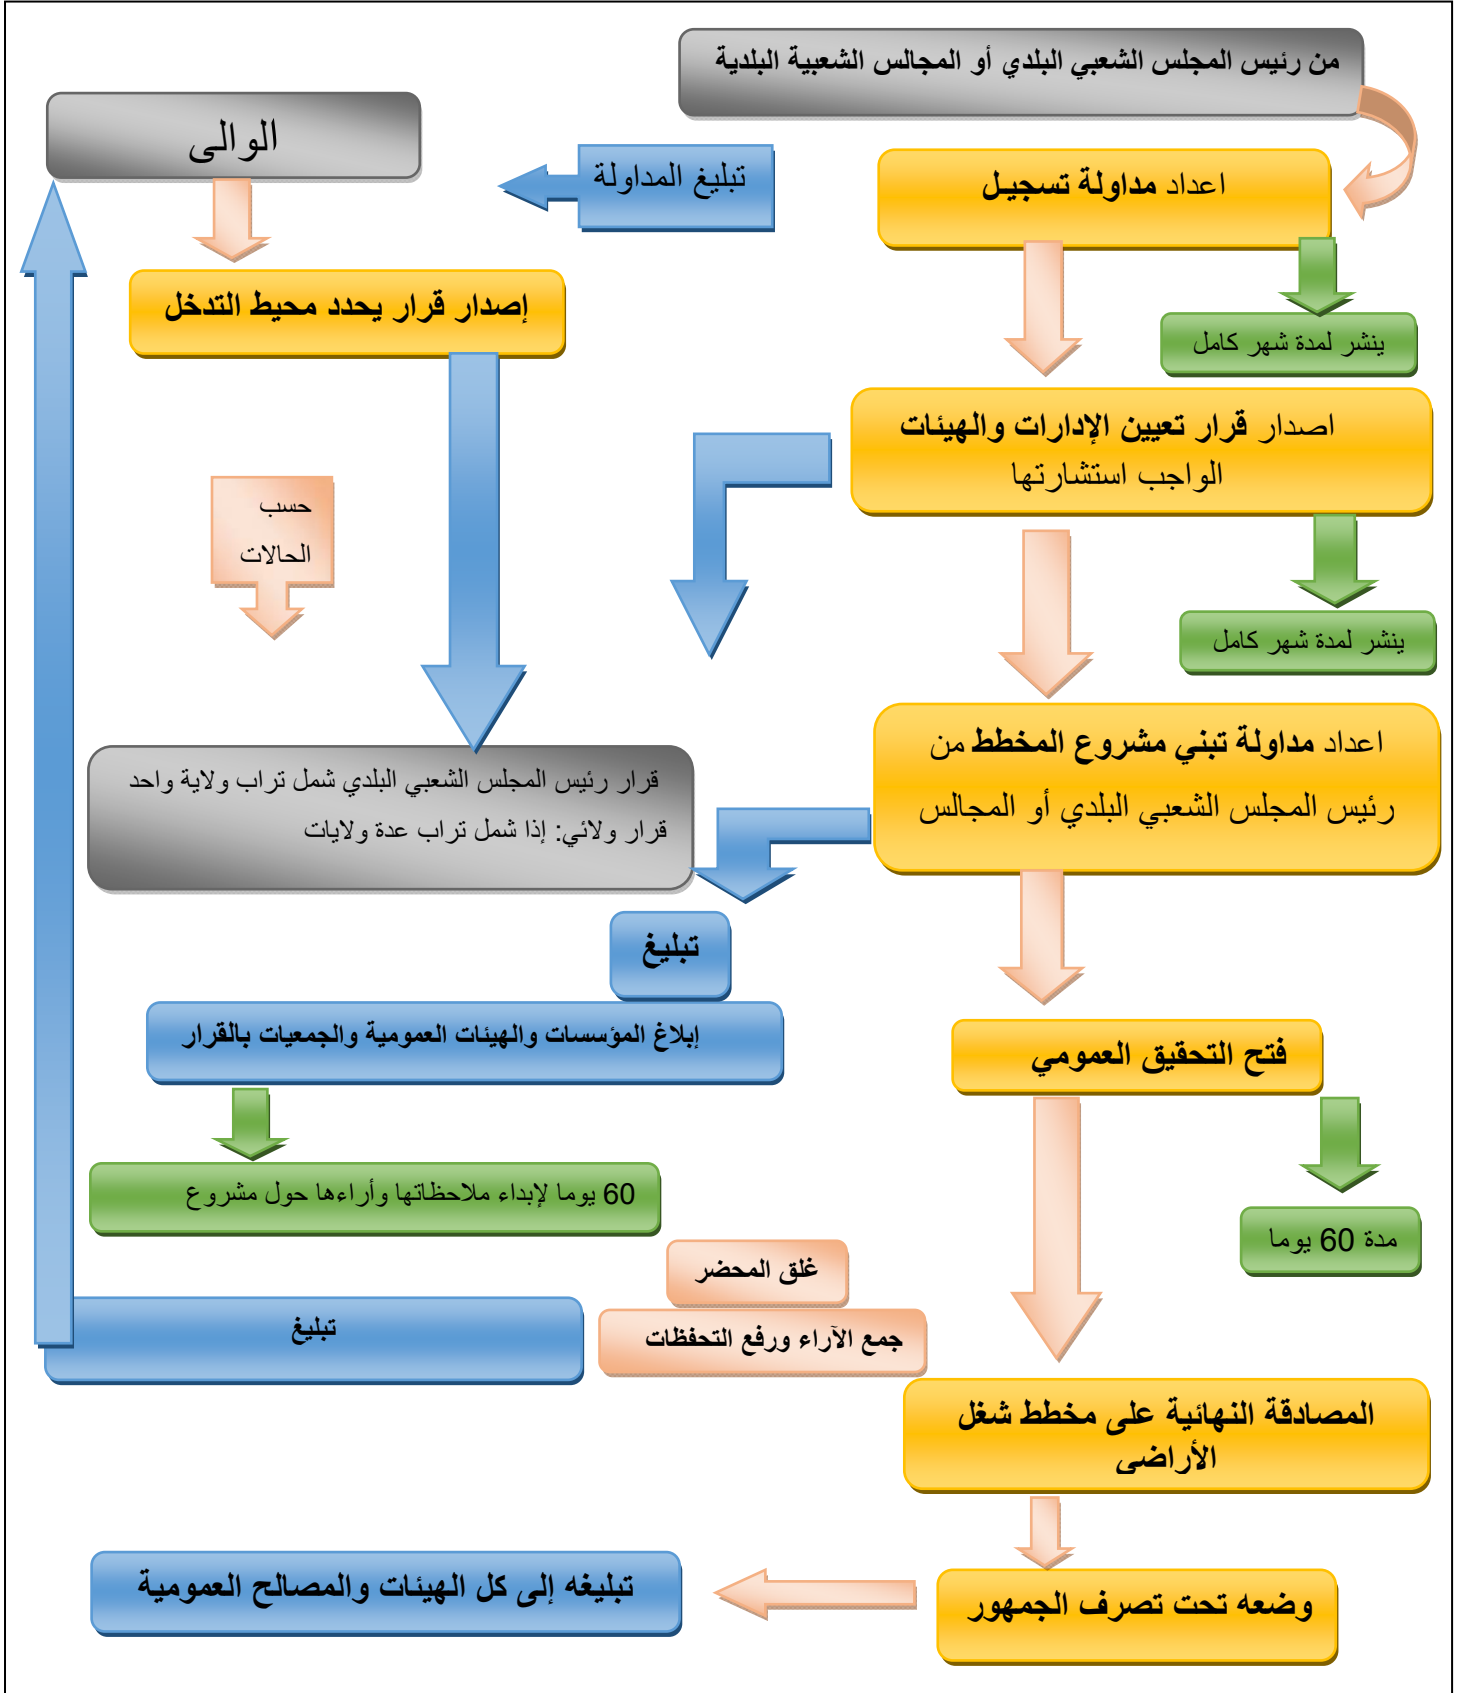 من رئيس المجلس الشعبي البلدي أو المجالس الشعبية البلدية
الوالي
تبليغ المداولة
اعداد مداولة تسجيل
إصدار قرار يحدد محيط التدخل
ينشر لمدة شهر كامل
اصدار قرار تعيين الإدارات والهيئات
الواجب استشارتها
حسب
الحالات
ينشر لمدة شهر كامل
اعداد مداولة تبني مشروع المخطط من
رئيس المجلس الشعبي البلدي أو المجالس
قرار رئيس المجلس الشعبي البلدي شمل تراب ولاية واحد
قرار ولائي: إذا شمل تراب عدة ولايات
تبليغ
إبلاغ المؤسسات والهيئات العمومية والجمعيات بالقرار
فتح التحقيق العمومي
60 يوما لإبداء ملاحظاتها وأراءها حول مشروع
مدة 60 يوما
غلق المحضر
جمع الآراء ورفع التحفظات
تبليغ
المصادقة النهائية على مخطط شغل
الأراضي
وضعه تحت تصرف الجمهور
تبليغه إلى كل الهيئات والمصالح العمومية